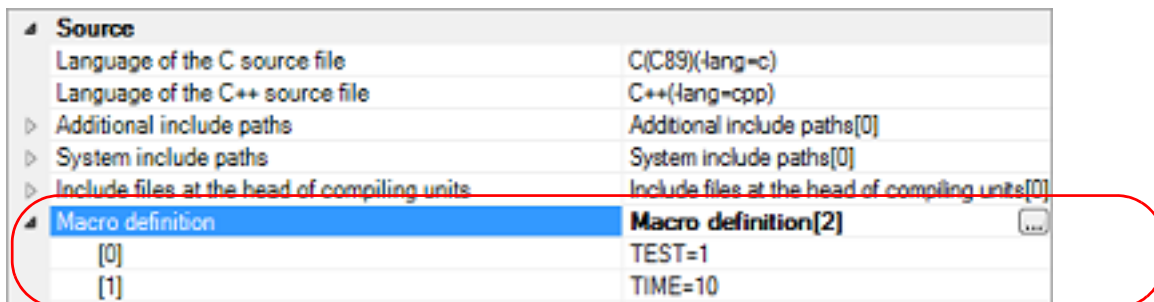 Source
Language of the C source file C(C89)(-lang=c)
Language of the C++ source file C++(-lang=cpp)
Additional include paths Additional include paths[0]
System include paths System include paths[0]
Include files at the head of compiling units Include files at the head of compiling units[0]
Macro definition Macro definition[2] ...
[0] TEST=1
[1] TIME=10